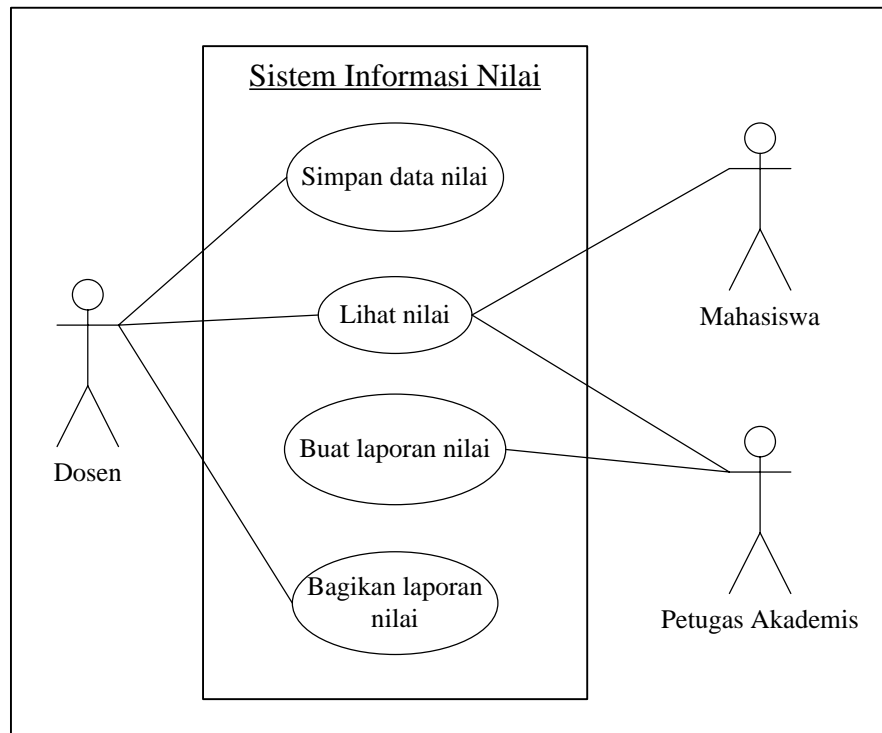 Sistem Informasi Nilai
Simpan data nilai
Mahasiswa
Lihat nilai
Dosen
Buat laporan nilai
Bagikan laporan
nilai
Petugas Akademis